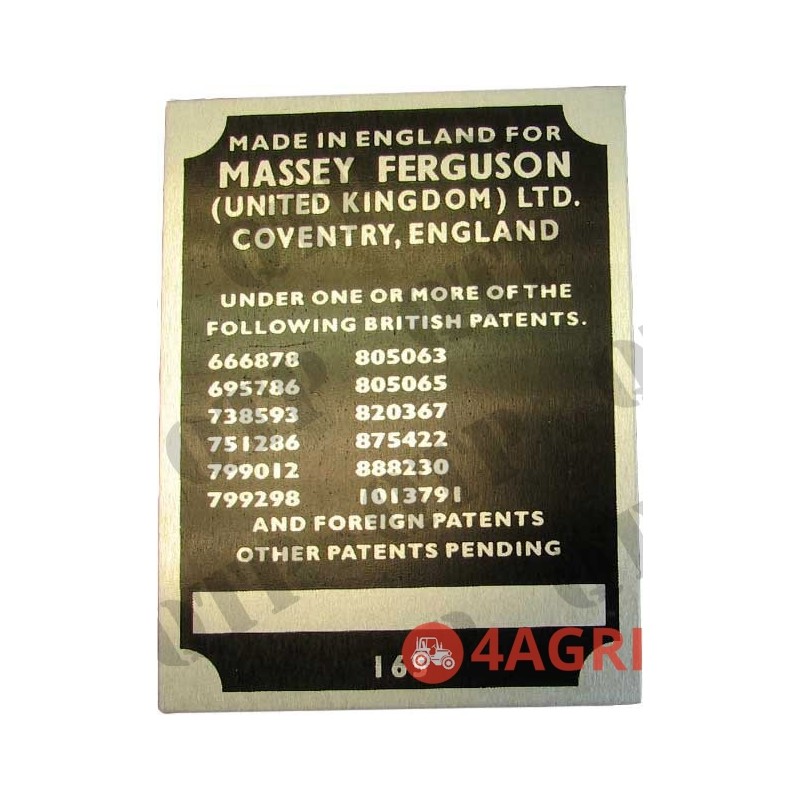 MADE IN ENGLAND FOR
MASSEY FERGUSON
(UNITED KINGDOM) LTD.
COVENTRY, ENGLAND
UNDER ONE OR MORE OF THE
FOLLOWING BRITISH PATENTS.
666878 805063
695786 805065
738593 820367
751286 875422
799012 888230
799298 1013791
AND FOREIGN PATENTS
OTHER PATENTS PENDING
4AGRI